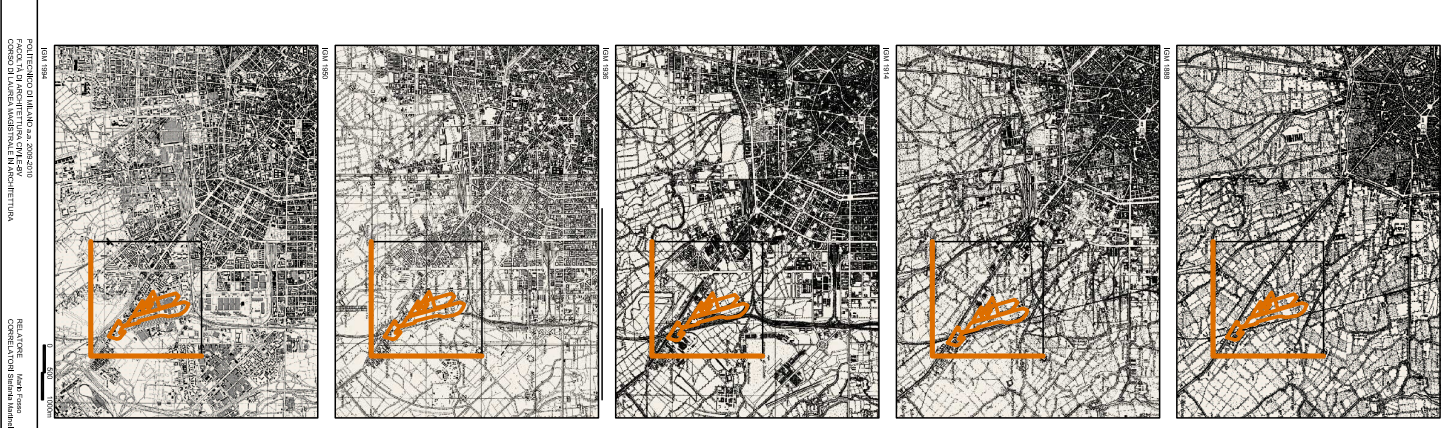 IGM 1888
IGM 1914
IGM 1936
IGM 1950
IGM 1994
0 500 1000m
POLITECNICO DI MILANO a.a. 2009-2010
FACOLTÀ DI ARCHITETTURA CIVILE-BV
CORSO DI LAUREA MAGISTRALE IN ARCHITETTURA
RELATORE Mario Fosso
CORRELATORI Stefania